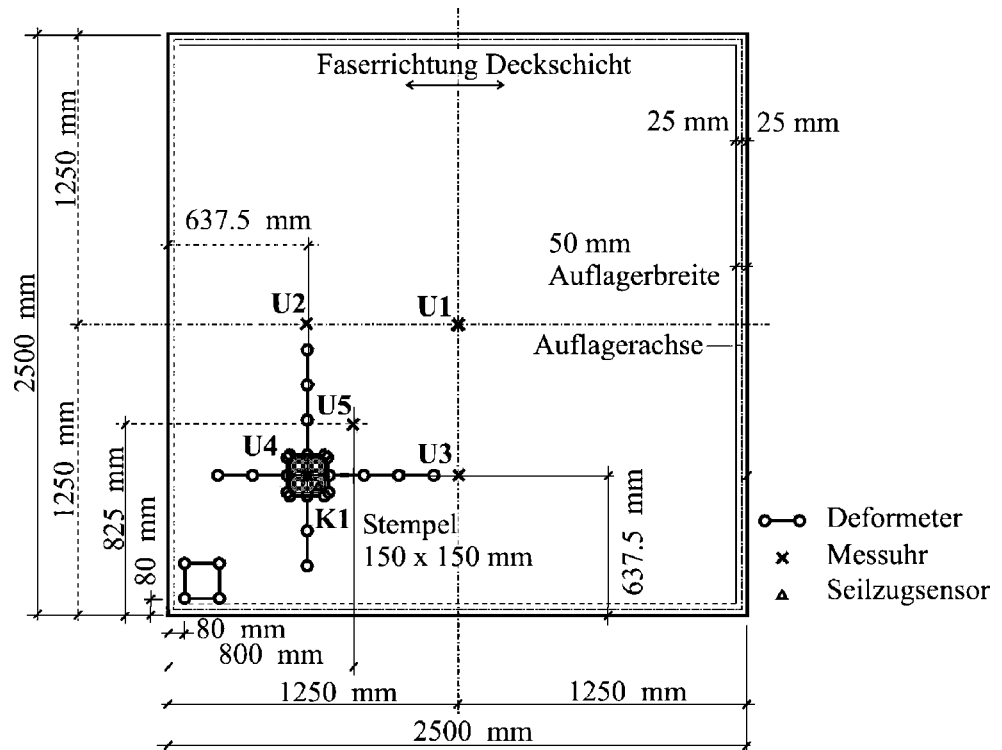 Faserrichtung Deckschicht
25 mm
25 mm
1250 mm
637.5 mm
50 mm
Auflagerbreite
U2
U1
2500 mm
Auflagerachse
U5
U4
U3
1250 mm
825 mm
80 mm
K1
Stempel
150 x 150 mm
637.5 mm
Deformeter
Messuhr
Seilzugsensor
80 mm
800 mm
1250 mm
1250 mm
2500 mm